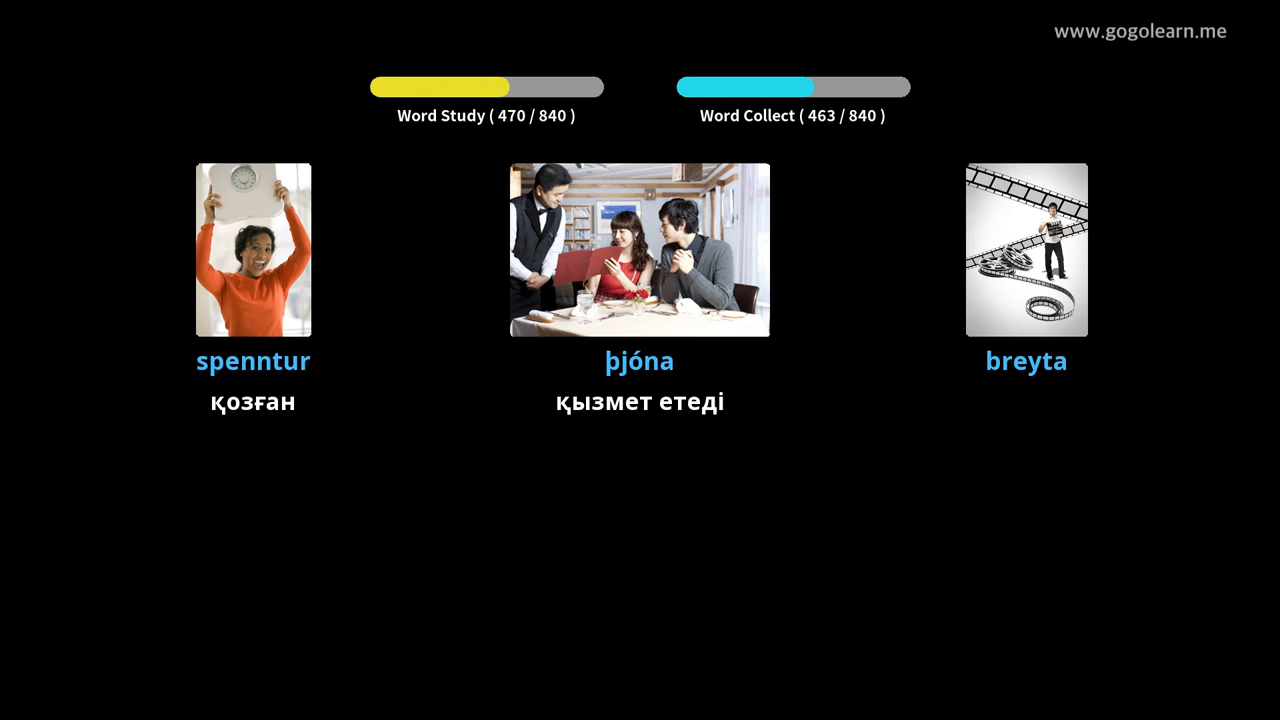 www.gogolearn.me
Word Study ( 470 / 840 )
Word Collect ( 463 / 840 )
spenntur
þjóna
breyta
қозған
қызмет етеді